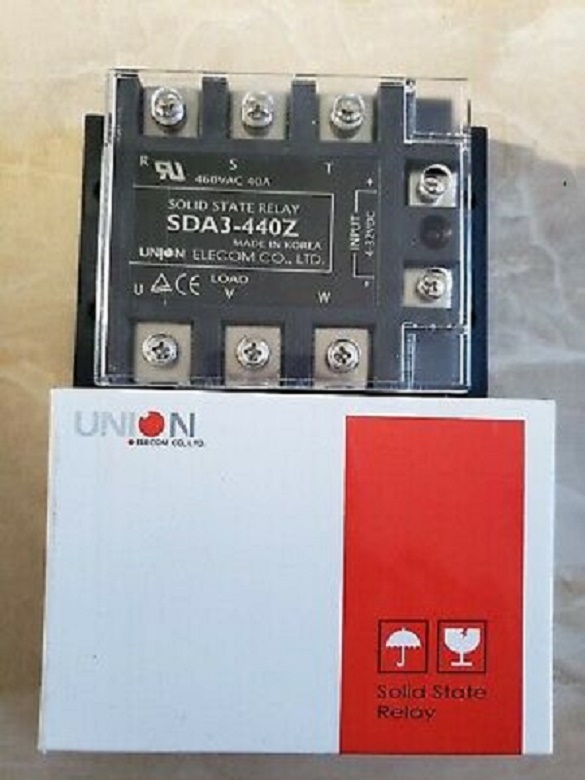 R S T
460VAC 40A
+
SOLID STATE RELAY
SDA3-440Z
MADE IN KOREA
UNION ELECOM CO., LTD.
INPUT
4-32VDC
-
U CE LOAD
V W
UNION
ELECOM CO., LTD.
Solid State
Relay